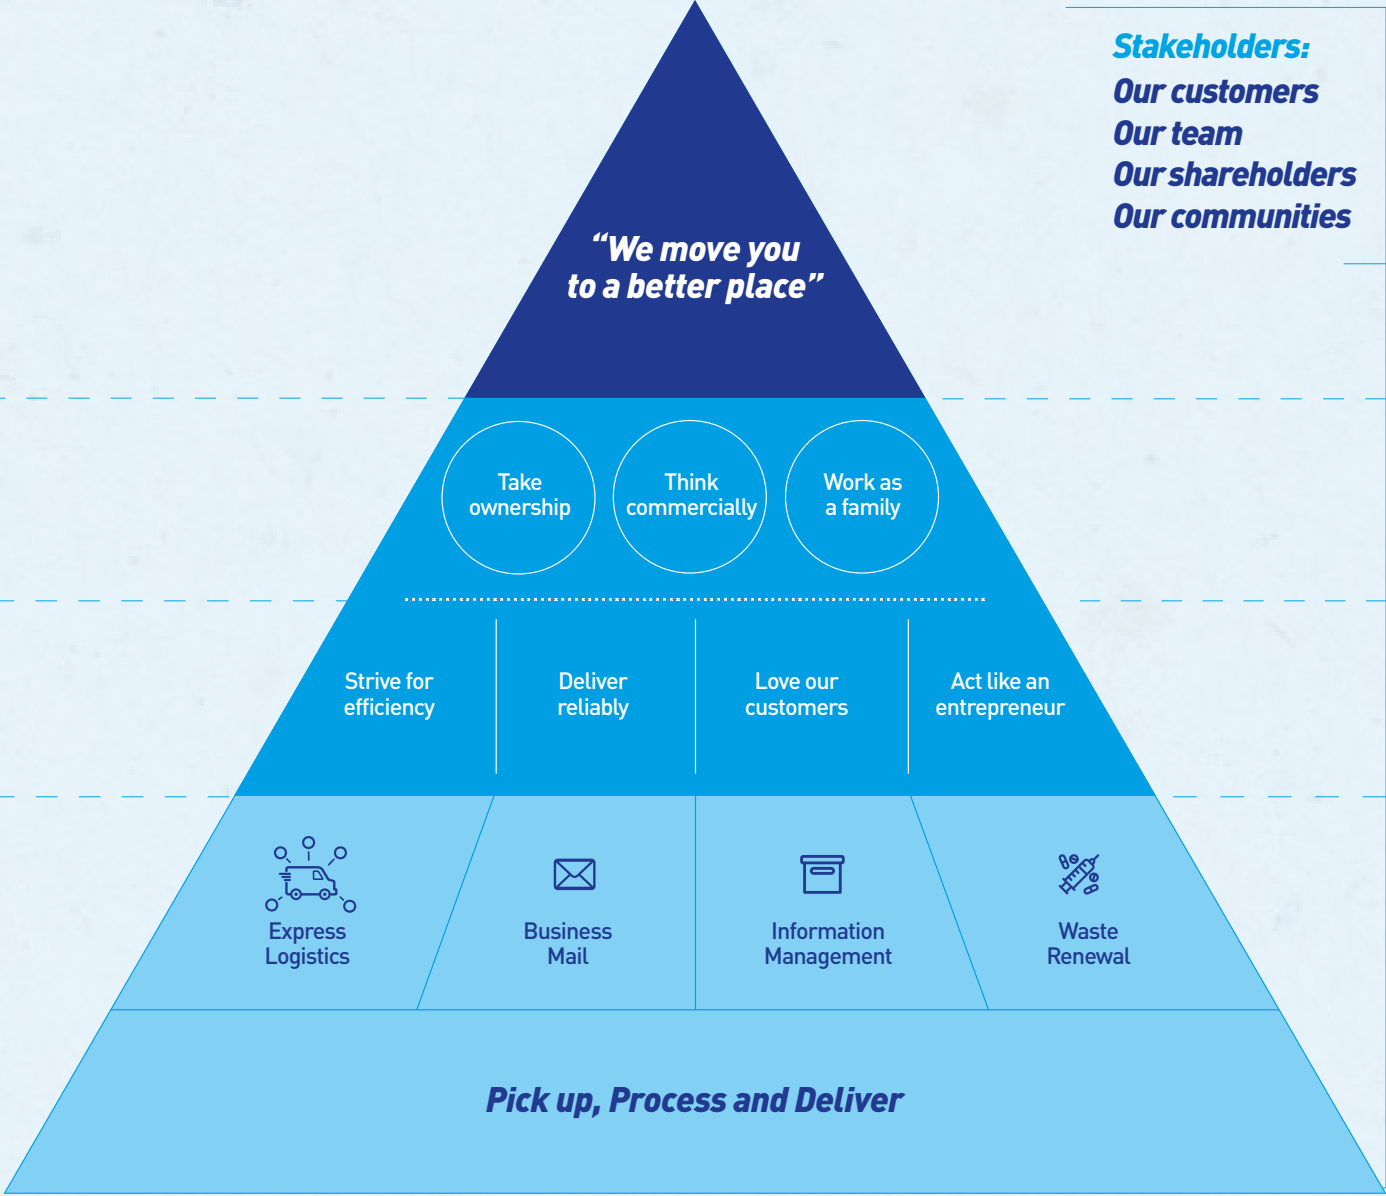 Stakeholders:
Our customers
Our team
Our shareholders
Our communities
“We move you
to a better place”
Take
ownership
Think
commercially
Work as
a family
Strive for
efficiency
Deliver
reliably
Love our
customers
Act like an
entrepreneur
Express
Logistics
Business
Mail
Information
Management
Waste
Renewal
Pick up, Process and Deliver